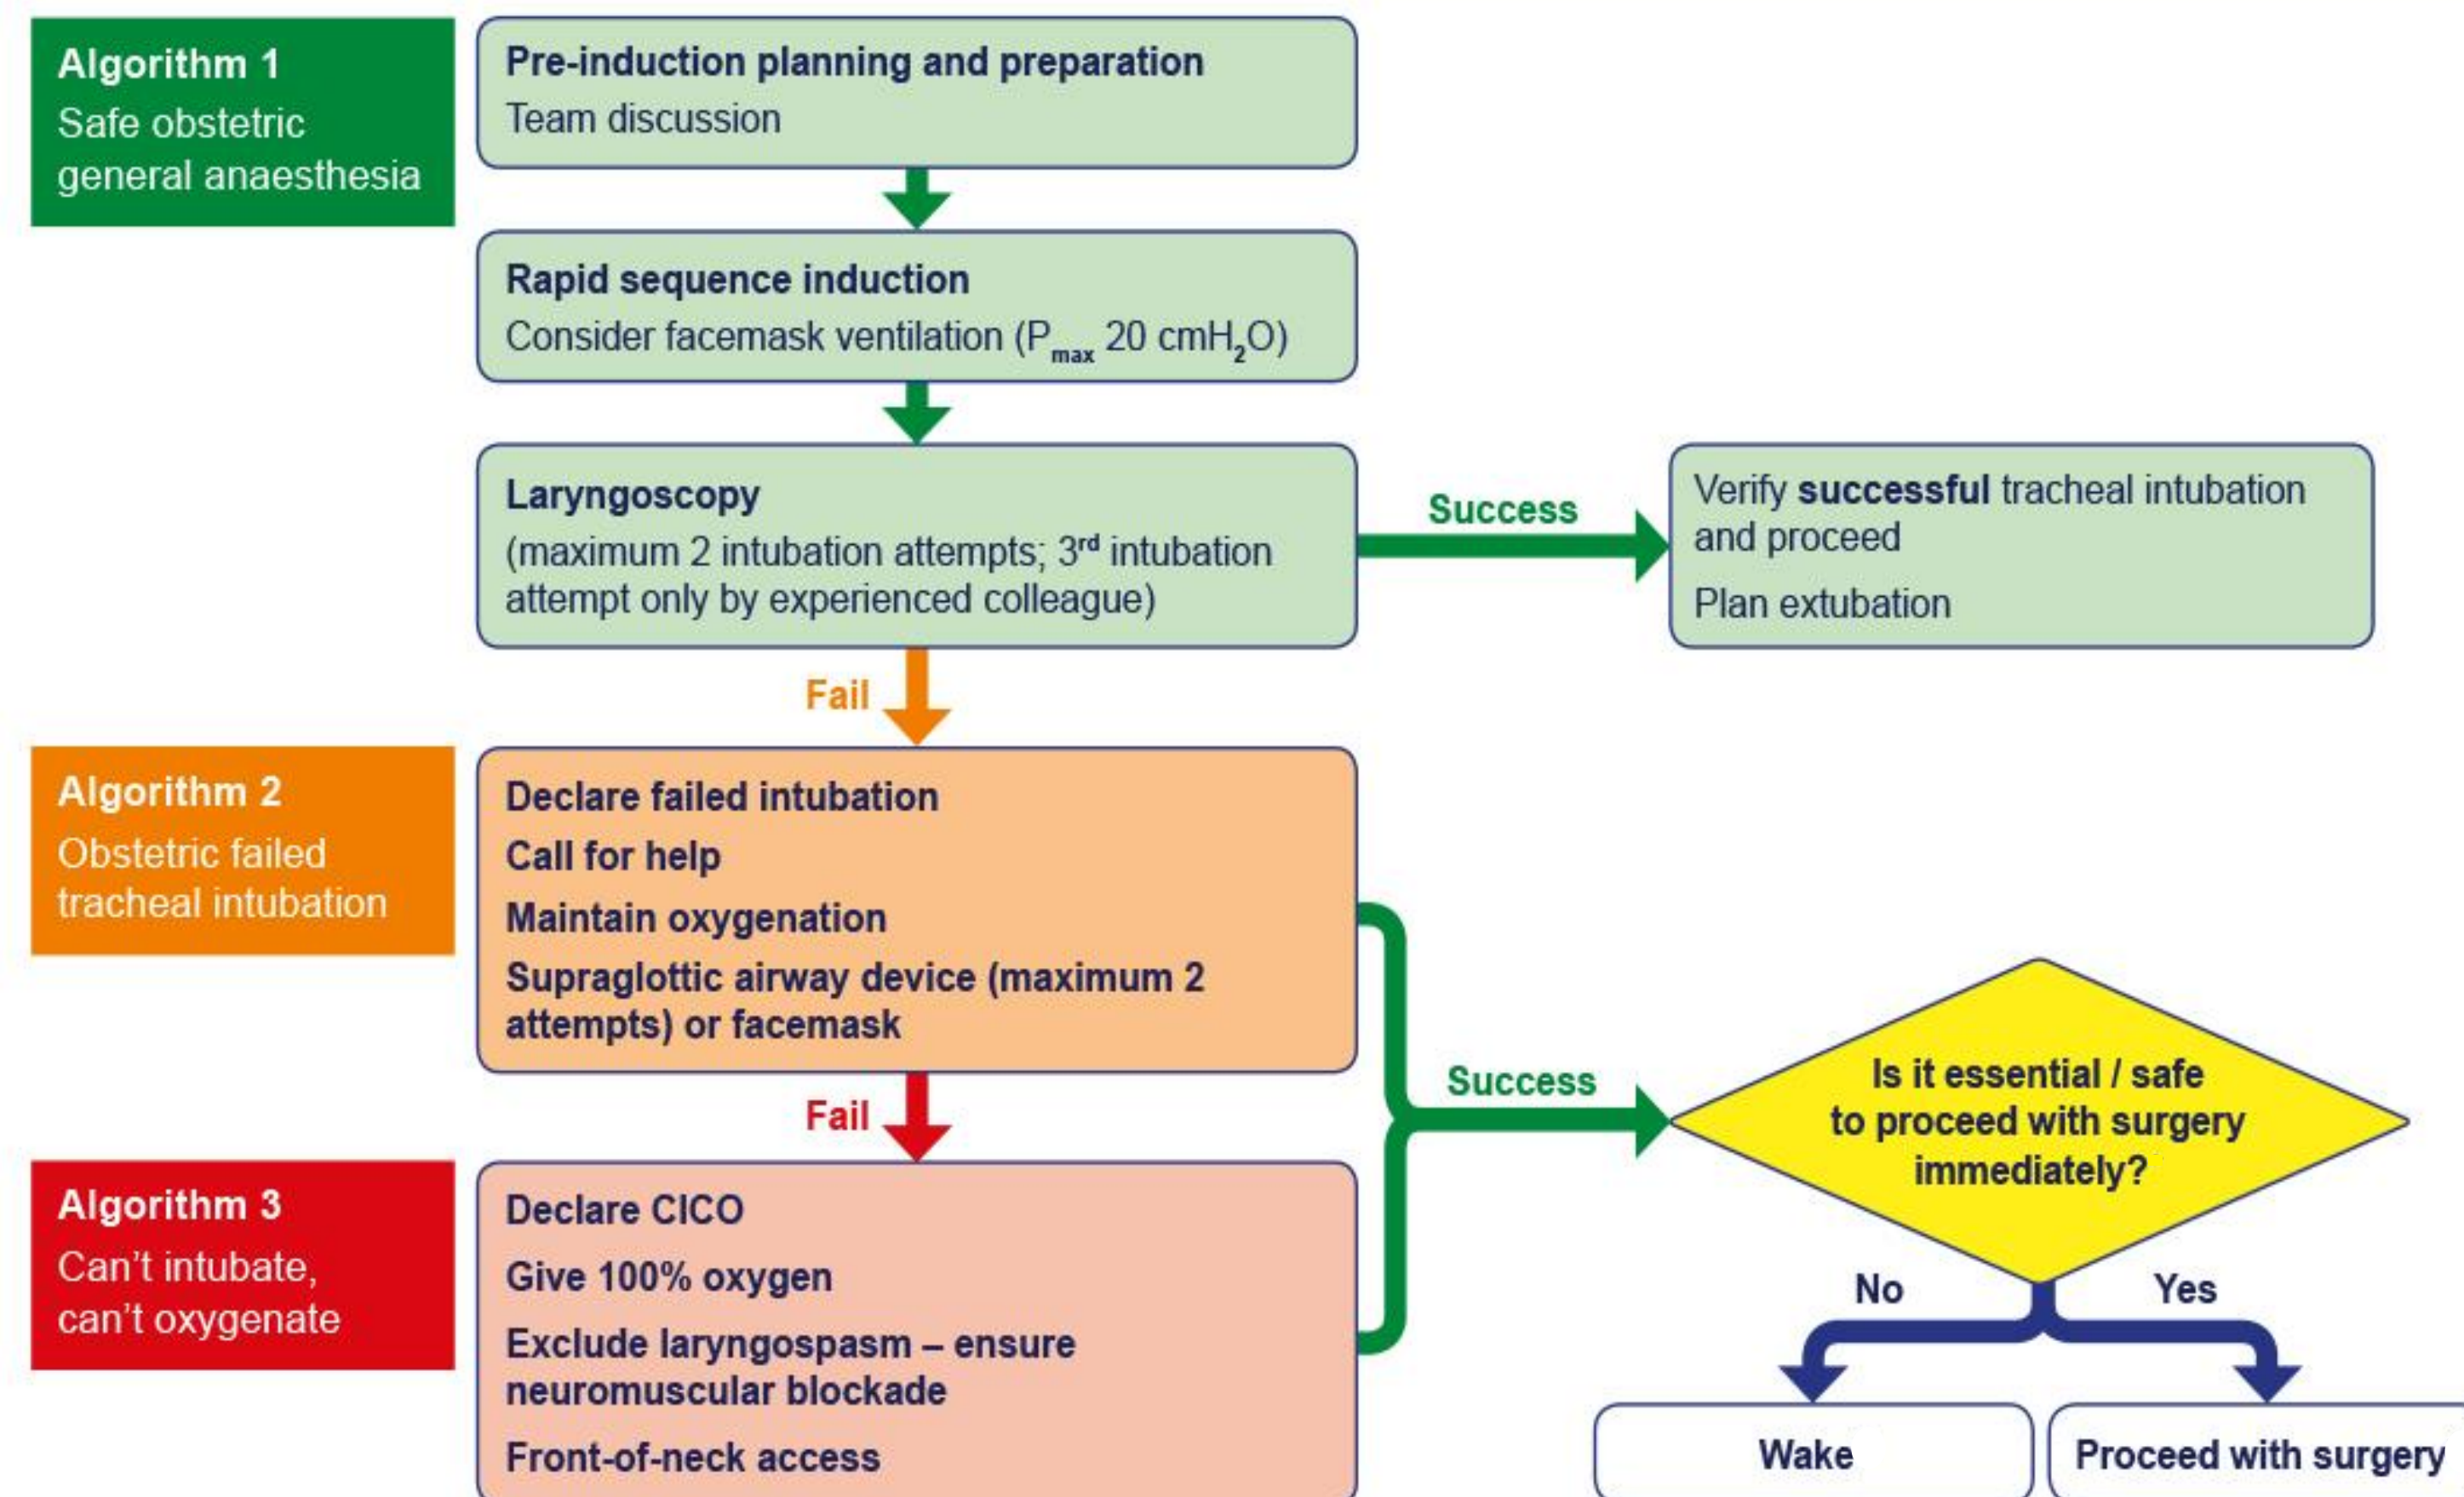 Algorithm 1
Safe obstetric
general anaesthesia
Pre-induction planning and preparation
Team discussion
Rapid sequence induction
Consider facemask ventilation (Pmax 20 cmH2O)
Laryngoscopy
(maximum 2 intubation attempts; 3rd intubation
attempt only by experienced colleague)
Success
Verify successful tracheal intubation
and proceed
Plan extubation
Fail
Algorithm 2
Obstetric failed
tracheal intubation
Declare failed intubation
Call for help
Maintain oxygenation
Supraglottic airway device (maximum 2
attempts) or facemask
Success
Is it essential / safe
to proceed with surgery
immediately?
Fail
Algorithm 3
Can’t intubate,
can’t oxygenate
Declare CICO
Give 100% oxygen
Exclude laryngospasm – ensure
neuromuscular blockade
Front-of-neck access
No
Yes
Wake
Proceed with surgery